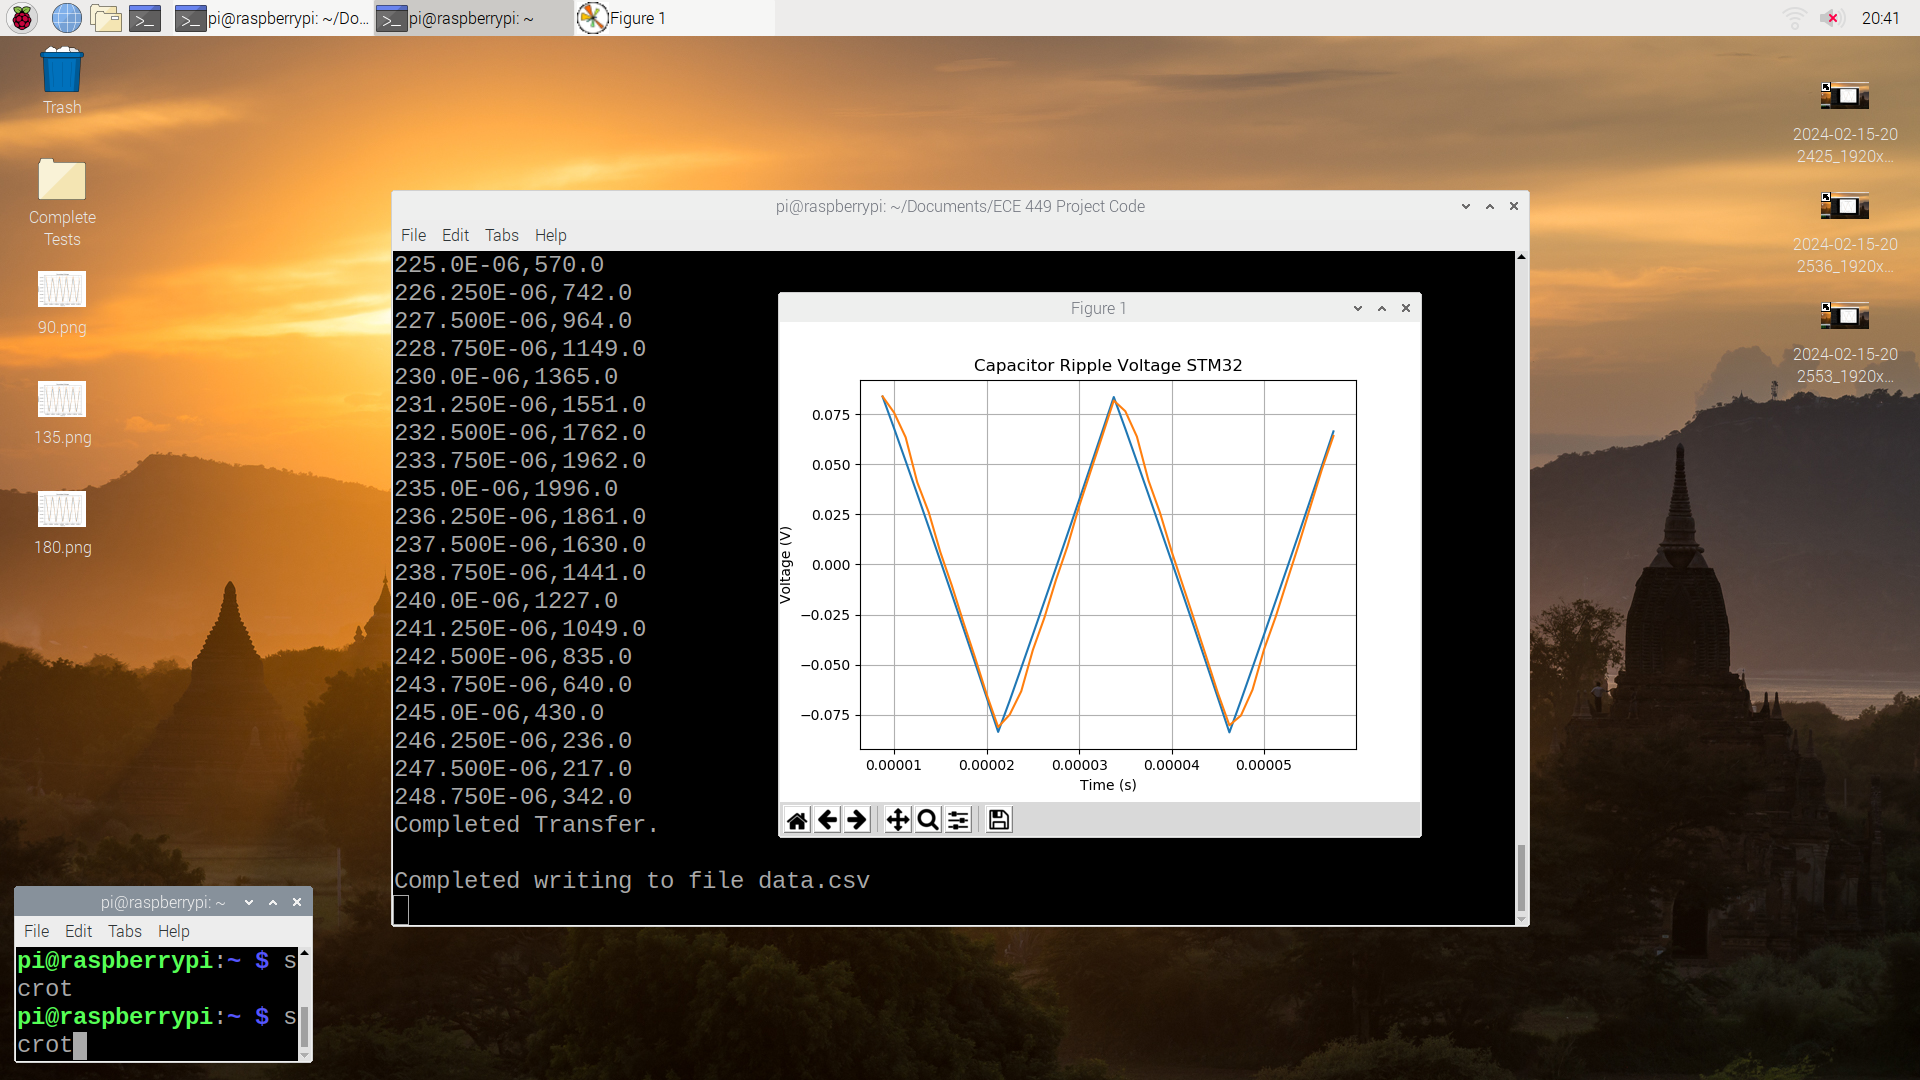 pi@raspberrypi: ~/Do...
pi@raspberrypi: ~
Figure 1
20:41
Trash
Complete
Tests
90.png
135.png
180.png
2024-02-15-20
2425_1920x...
2024-02-15-20
2536_1920x...
2024-02-15-20
2553_1920x...
pi@raspberrypi: ~/Documents/ECE 449 Project Code
File Edit Tabs Help
225.0E-06,570.0
226.250E-06,742.0
227.500E-06,964.0
228.750E-06,1149.0
230.0E-06,1365.0
231.250E-06,1551.0
232.500E-06,1762.0
233.750E-06,1962.0
235.0E-06,1996.0
236.250E-06,1861.0
237.500E-06,1630.0
238.750E-06,1441.0
240.0E-06,1227.0
241.250E-06,1049.0
242.500E-06,835.0
243.750E-06,640.0
245.0E-06,430.0
246.250E-06,236.0
247.500E-06,217.0
248.750E-06,342.0
Completed Transfer.
Completed writing to file data.csv
Figure 1
Capacitor Ripple Voltage STM32
Voltage (V)
0.075
0.050
0.025
0.000
−0.025
−0.050
−0.075
0.00001 0.00002 0.00003 0.00004 0.00005
Time (s)
pi@raspberrypi: ~
File Edit Tabs Help
pi@raspberrypi:~ $ s
crot
pi@raspberrypi:~ $ s
crot